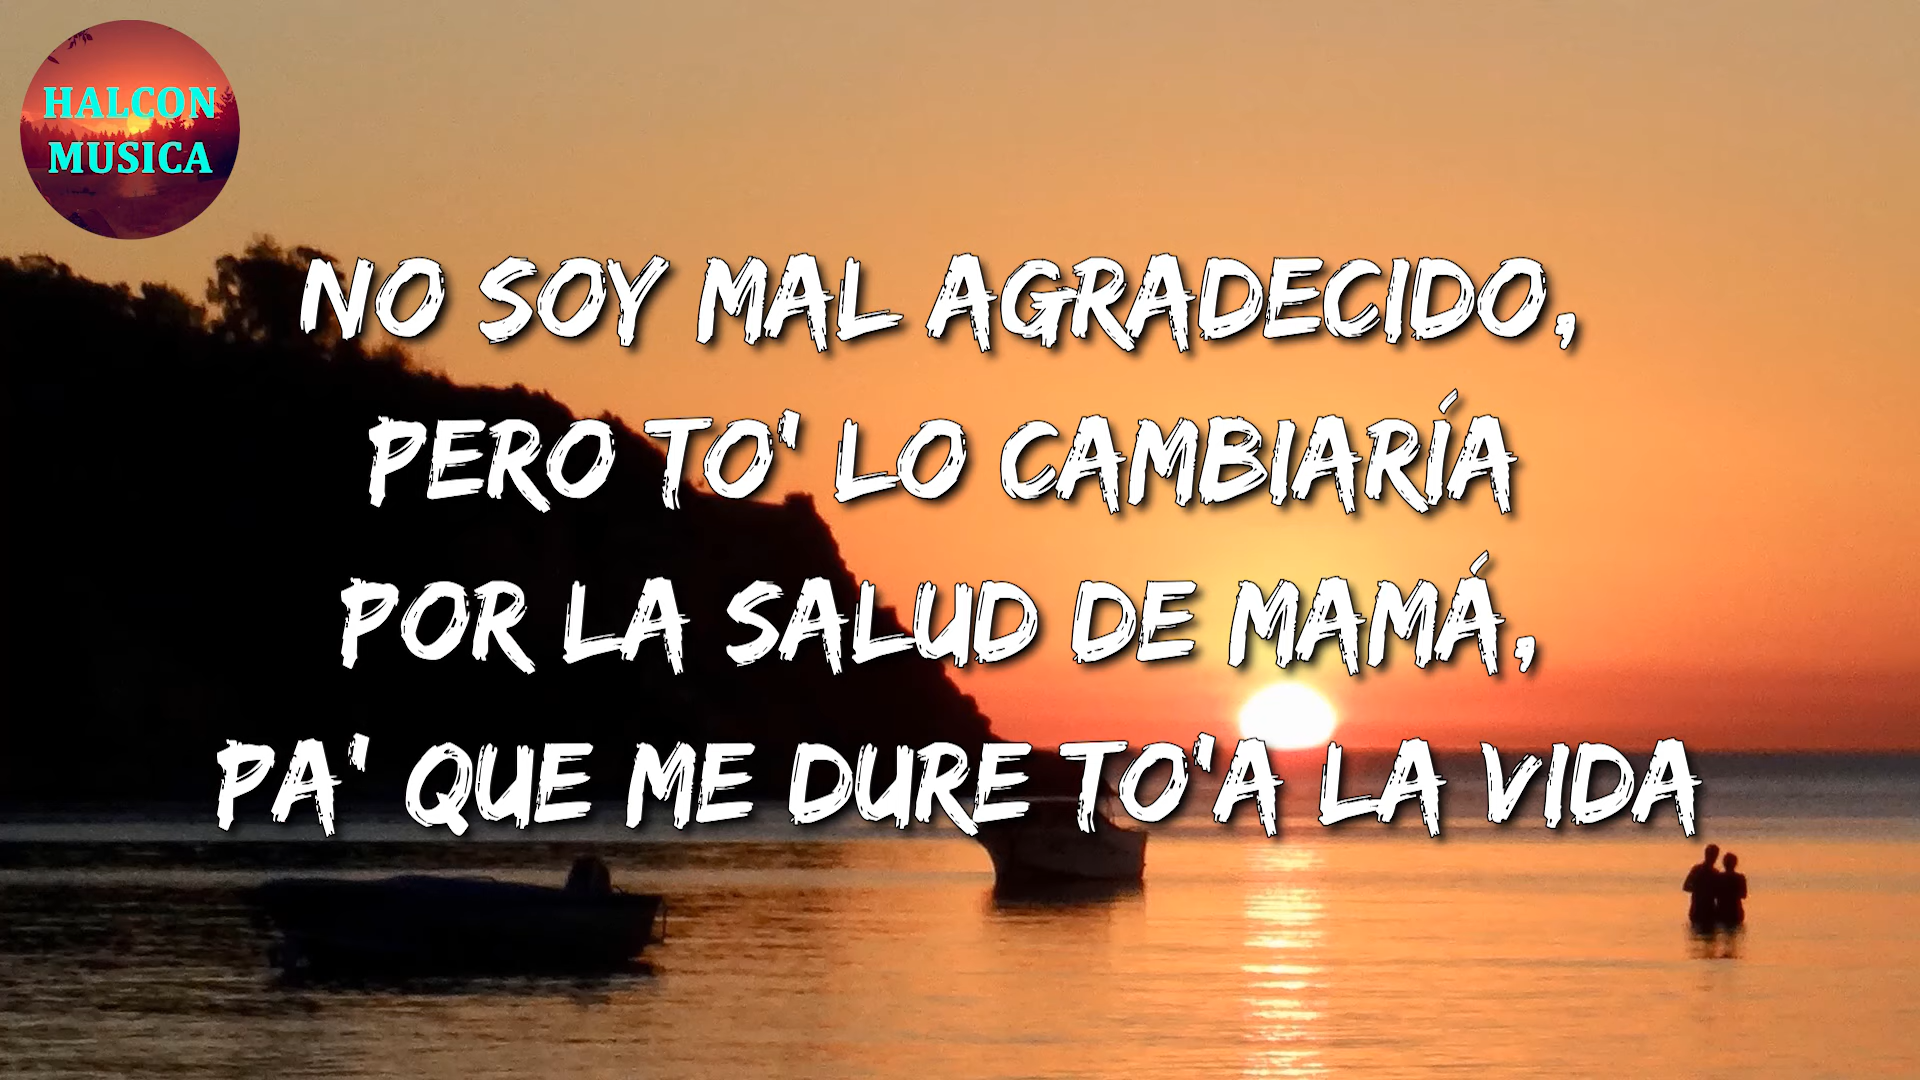 HALCON
MUSICA
NO SOY MAL AGRADECIDO,
PERO TO' LO CAMBIARÍA
POR LA SALUD DE MAMÁ,
PA' QUE ME DURE TO'A LA VIDA